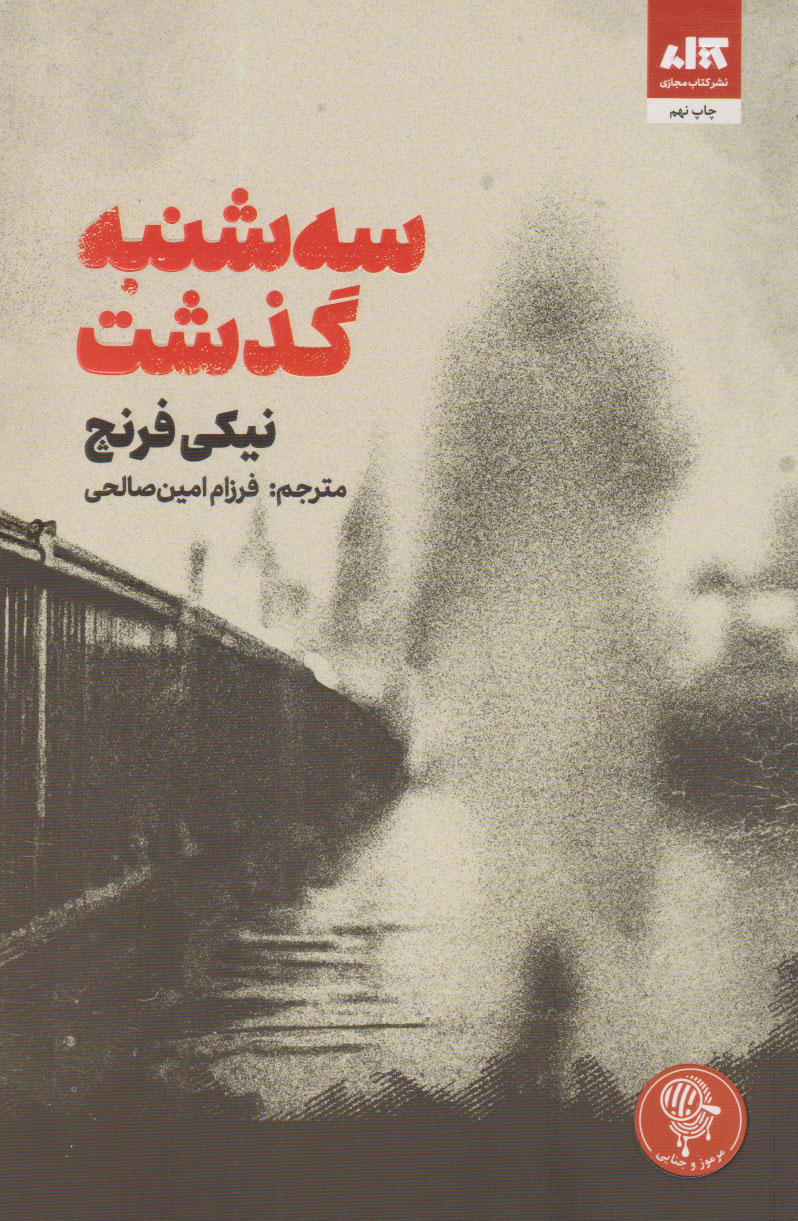 نشر کتاب مجازی
چاپ نهم
سه‌شنبه
گذشت
نیکی فرنچ
مترجم: فرزام امین‌صالحی
مرموز و جنایی